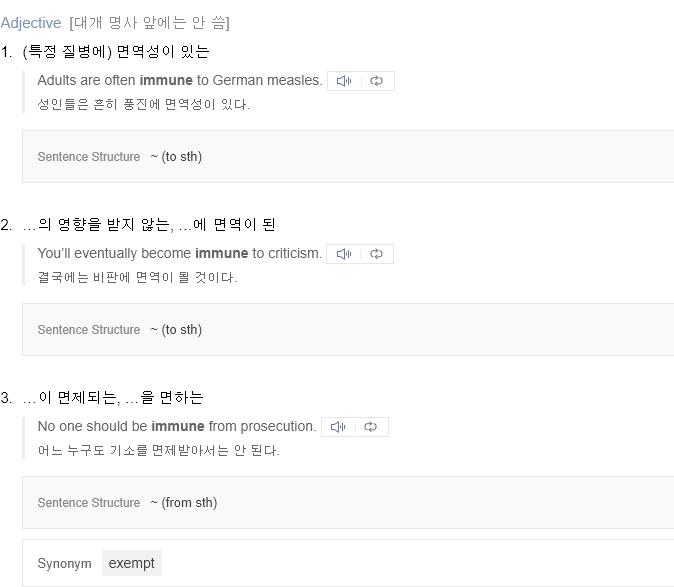 Adjective [대개 명사 앞에는 안 씀]
1. (특정 질병에) 면역성이 있는
Adults are often immune to German measles.
성인들은 흔히 풍진에 면역성이 있다.
Sentence Structure ~ (to sth)
2. …의 영향을 받지 않는, …에 면역이 된
You’ll eventually become immune to criticism.
결국에는 비판에 면역이 될 것이다.
Sentence Structure ~ (to sth)
3. …이 면제되는, …을 면하는
No one should be immune from prosecution.
어느 누구도 기소를 면제받아서는 안 된다.
Sentence Structure ~ (from sth)
Synonym exempt